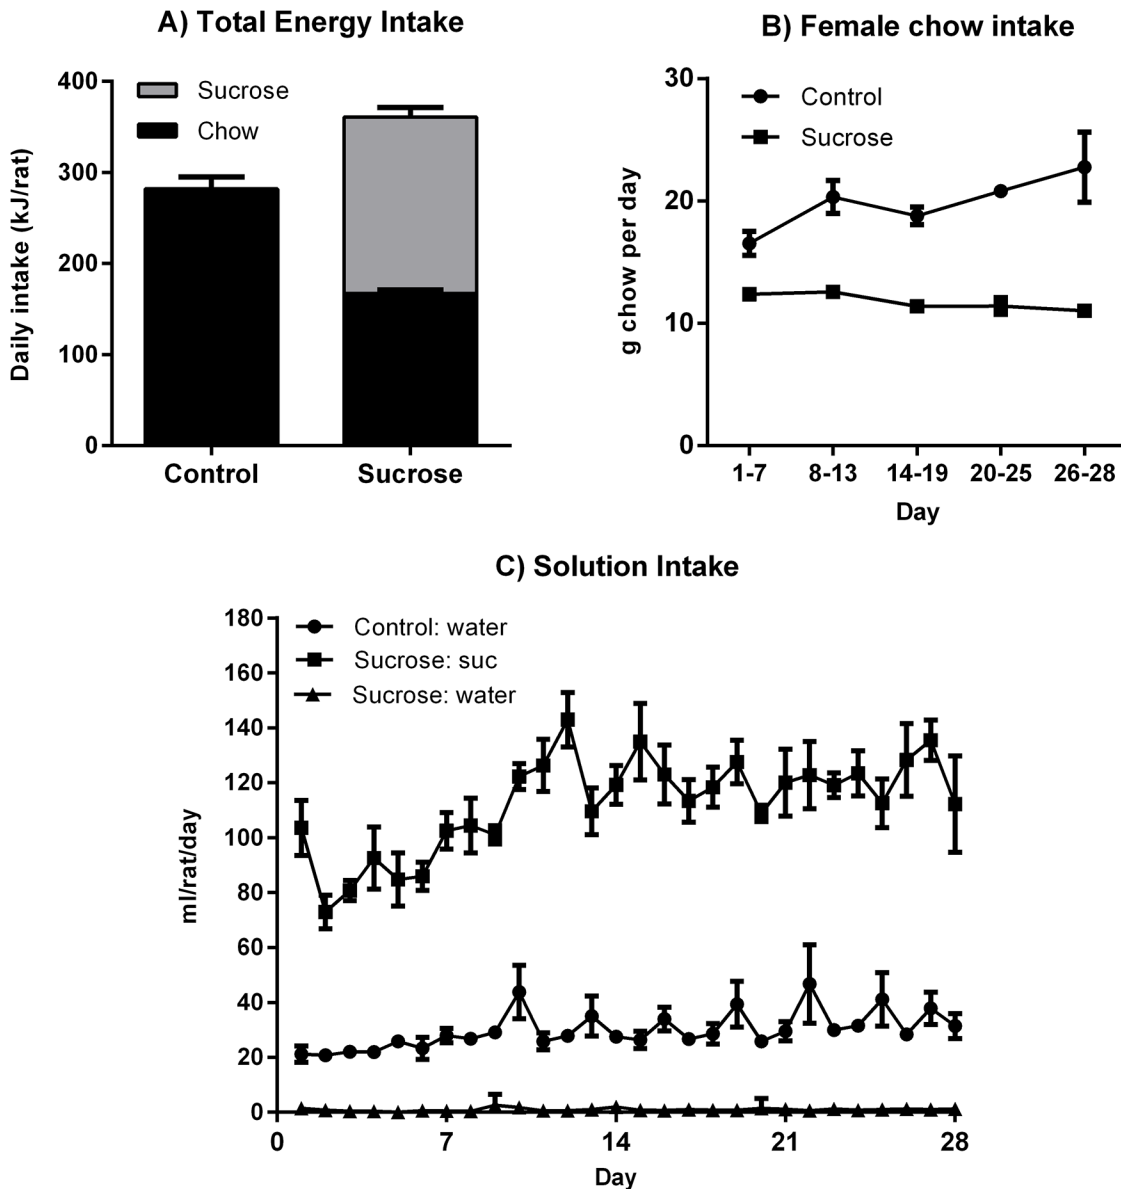 A) Total Energy Intake
Daily intake (kJ/rat)
400
300
200
100
0
Sucrose
Chow
Control
Sucrose
B) Female chow intake
g chow per day
30
20
10
0
Control
Sucrose
1-7
8-13
14-19
20-25
26-28
Day
C) Solution Intake
ml/rat/day
180
160
140
120
100
80
60
40
20
0
Control: water
Sucrose: suc
Sucrose: water
0
7
14
21
28
Day